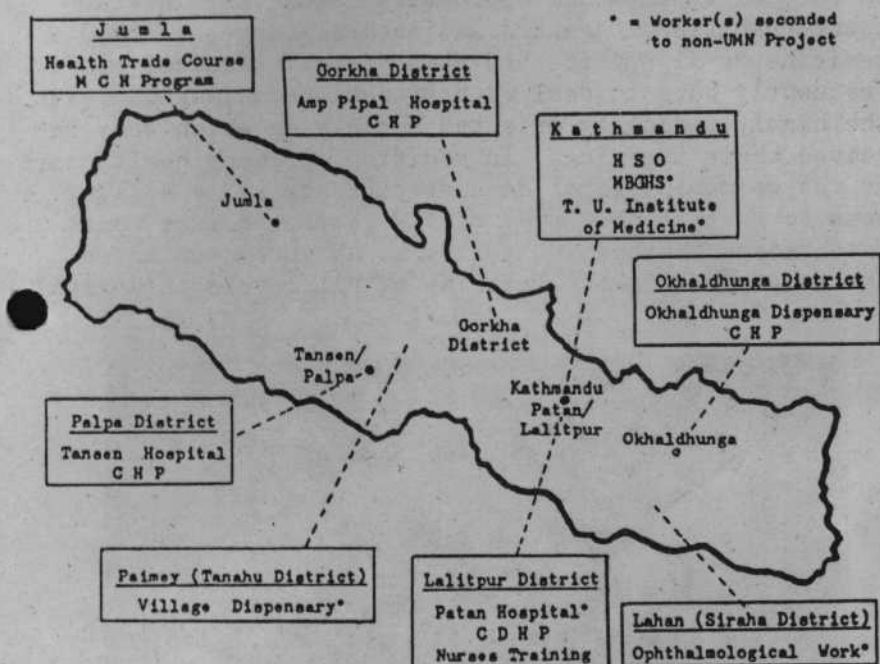 * = Worker(s) seconded
to non-UMN Project
Jumla
Health Trade Course
M C H Program
Gorkha District
Amp Pipal Hospital
C H P
Kathmandu
H S O
MBGHS*
T. U. Institute
of Medicine*
Okhaldhunga District
Okhaldhunga Dispensary
C H P
Jumla
Gorkha
District
Tansen/
Palpa
Kathmandu
Patan/
Lalitpur
Okhaldhunga
Palpa District
Tansen Hospital
C H P
Paimey (Tanahu District)
Village Dispensary*
Lalitpur District
Patan Hospital*
C D H P
Nurses Training
Lahan (Siraha District)
Ophthalmological Work*